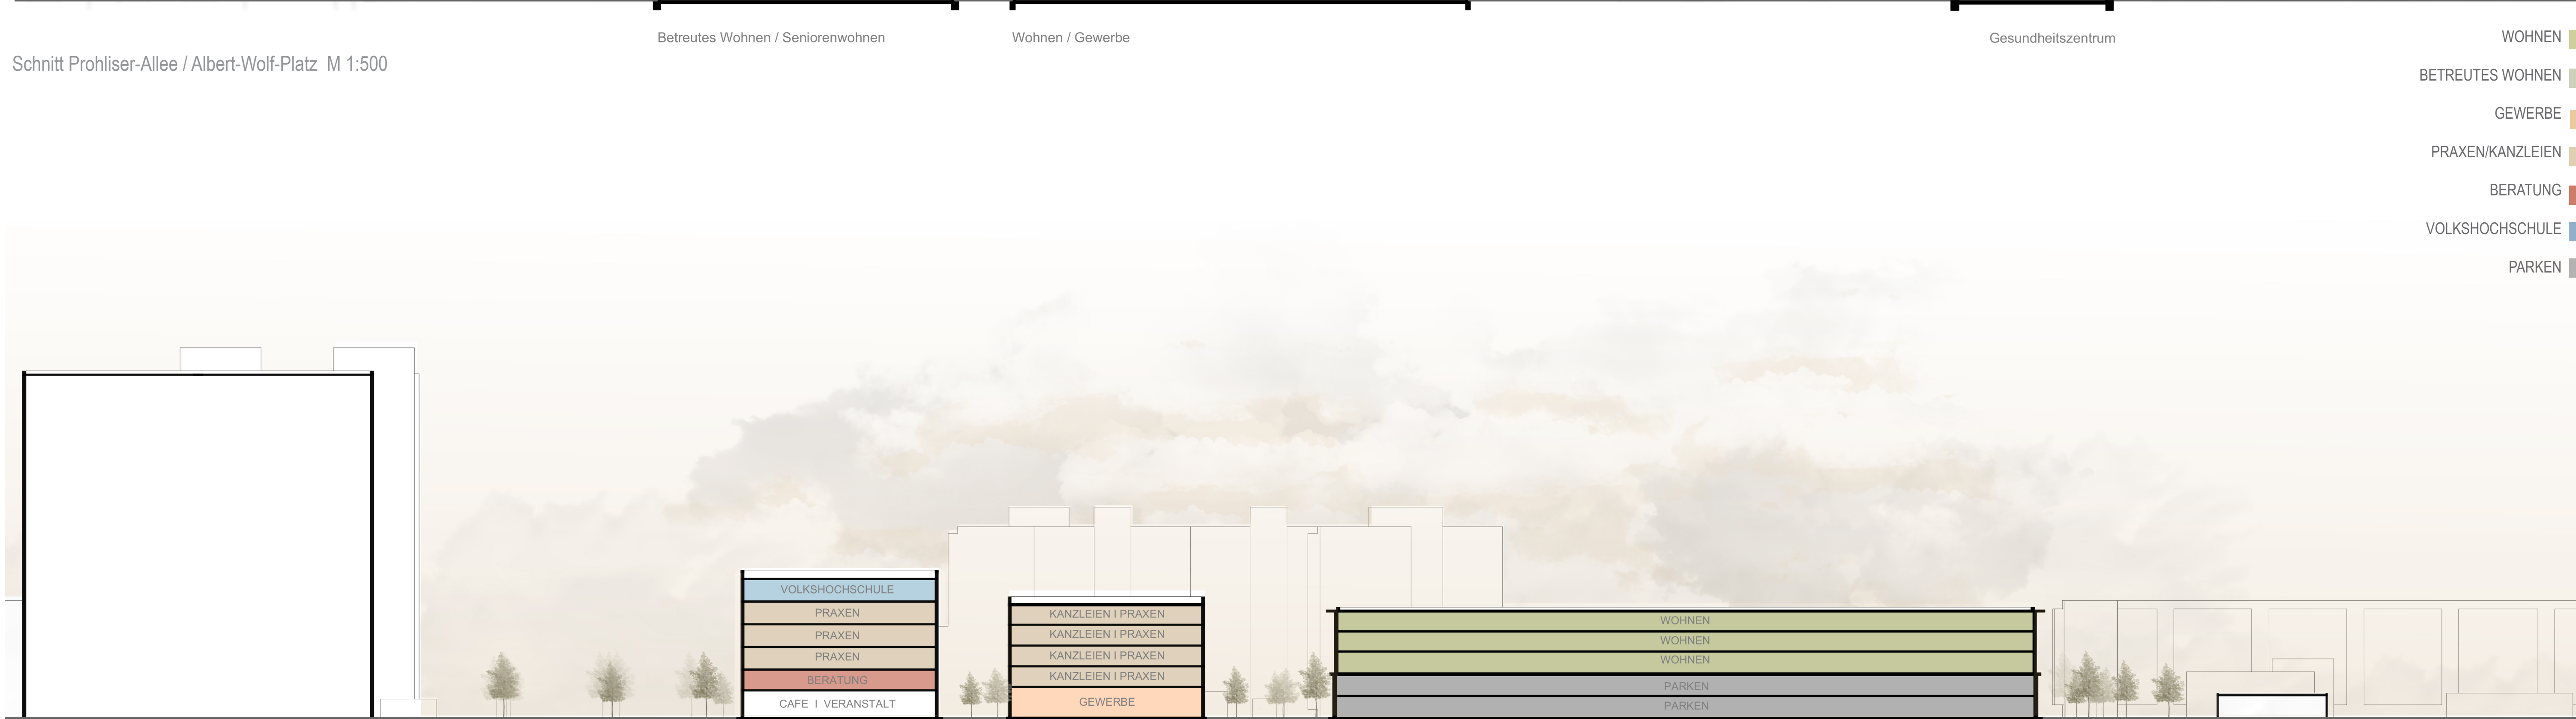 Betreutes Wohnen / Seniorenwohnen
Wohnen / Gewerbe
Gesundheitszentrum
Schnitt Prohliser-Allee / Albert-Wolf-Platz M 1:500
WOHNEN
BETREUTES WOHNEN
GEWERBE
PRAXEN/KANZLEIEN
BERATUNG
VOLKSHOCHSCHULE
PARKEN
VOLKSHOCHSCHULE
PRAXEN
PRAXEN
PRAXEN
BERATUNG
CAFE I VERANSTALT
KANZLEIEN I PRAXEN
KANZLEIEN I PRAXEN
KANZLEIEN I PRAXEN
KANZLEIEN I PRAXEN
GEWERBE
WOHNEN
WOHNEN
WOHNEN
PARKEN
PARKEN